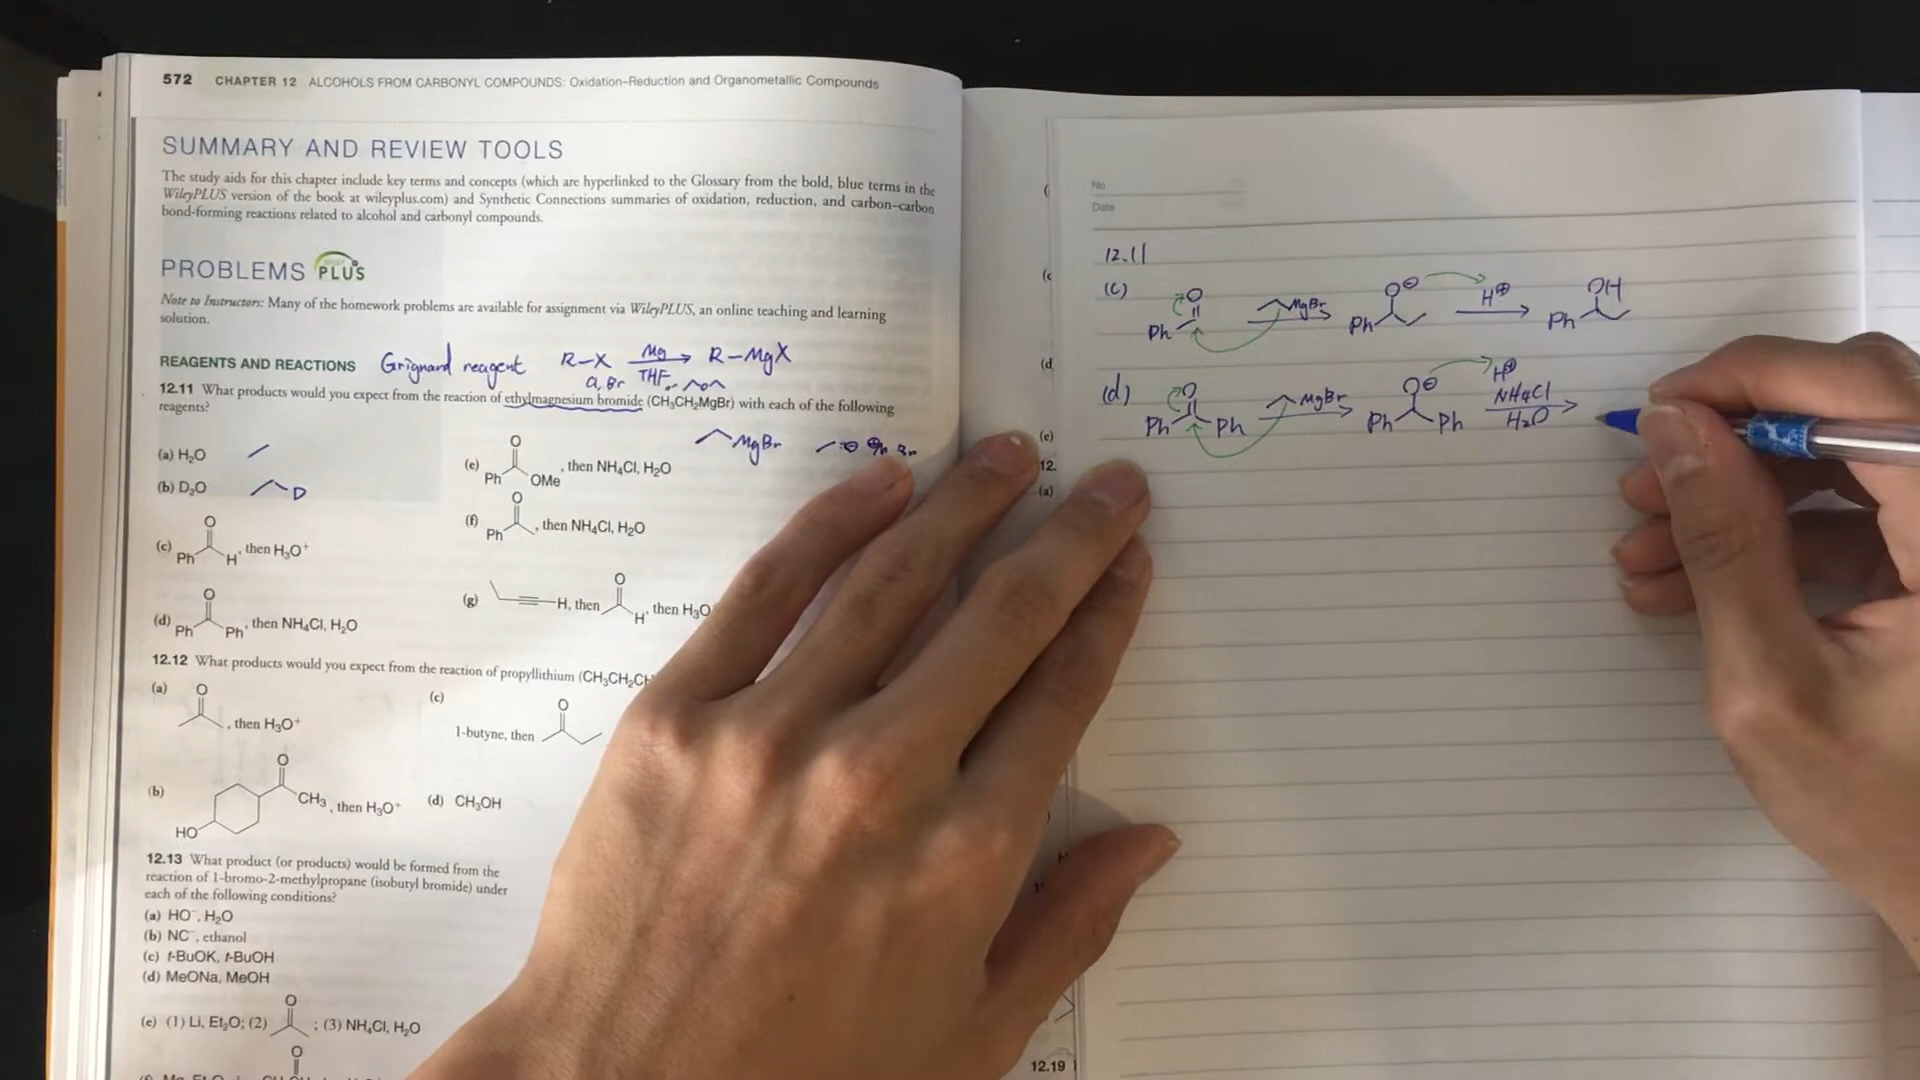 572 CHAPTER 12 ALCOHOLS FROM CARBONYL COMPOUNDS: Oxidation–Reduction and Organometallic Compounds
SUMMARY AND REVIEW TOOLS
The study aids for this chapter include key terms and concepts (which are hyperlinked to the Glossary from the bold, blue terms in the
WileyPLUS version of the book at wileyplus.com) and Synthetic Connections summaries of oxidation, reduction, and carbon–carbon
bond-forming reactions related to alcohol and carbonyl compounds.
PROBLEMS PLUS
Note to Instructors: Many of the homework problems are available for assignment via WileyPLUS, an online teaching and learning
solution.
REAGENTS AND REACTIONS Grignard reagent R-X Mg R-MgX
Cl, Br THF or
12.11 What products would you expect from the reaction of ethylmagnesium bromide (CH₃CH₂MgBr) with each of the following
reagents?
MgBr
(a) H₂O
(b) D₂O D
(c) O Ph H, then H₃O⁺
(d) O Ph Ph, then NH₄Cl, H₂O
(e) O Ph OMe, then NH₄Cl, H₂O
(f) O Ph, then NH₄Cl, H₂O
(g) H, then O H, then H₃O
12.12 What products would you expect from the reaction of propyllithium (CH₃CH₂
(a) O, then H₃O⁺
(b) O CH₃, then H₃O⁺ HO
(c) 1-butyne, then O
(d) CH₃OH
12.13 What product (or products) would be formed from the
reaction of 1-bromo-2-methylpropane (isobutyl bromide) under
each of the following conditions?
(a) HO⁻, H₂O
(b) NC⁻, ethanol
(c) t-BuOK, t-BuOH
(d) MeONa, MeOH
(e) (1) Li, Et₂O; (2) O; (3) NH₄Cl, H₂O
O
No
Date
12.11
(c) Ph O MgBr Ph O⊖ H⊕ Ph OH
(d) Ph O Ph MgBr Ph O⊖ Ph H⊕ NH₄Cl H₂O
(d
(e)
12.
(a)
12.19